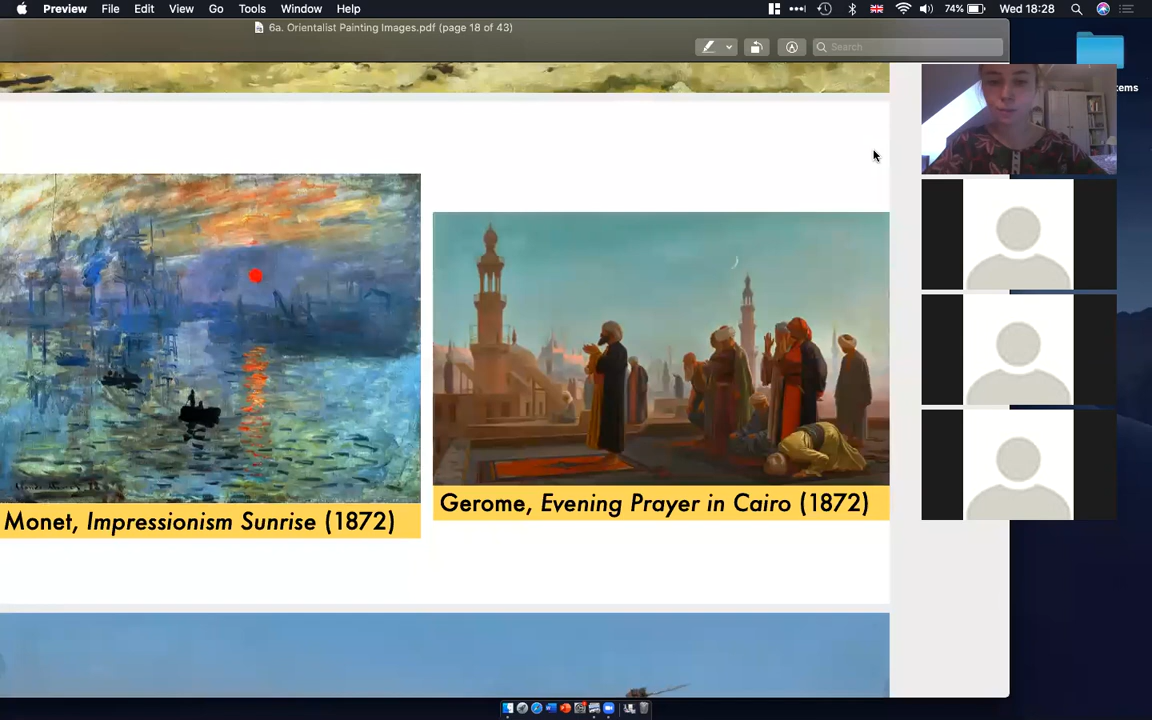 Preview File Edit View Go Tools Window Help 74% Wed 18:28
6a. Orientalist Painting Images.pdf (page 18 of 43)
Search
tems
Monet, Impressionism Sunrise (1872)
Gerome, Evening Prayer in Cairo (1872)